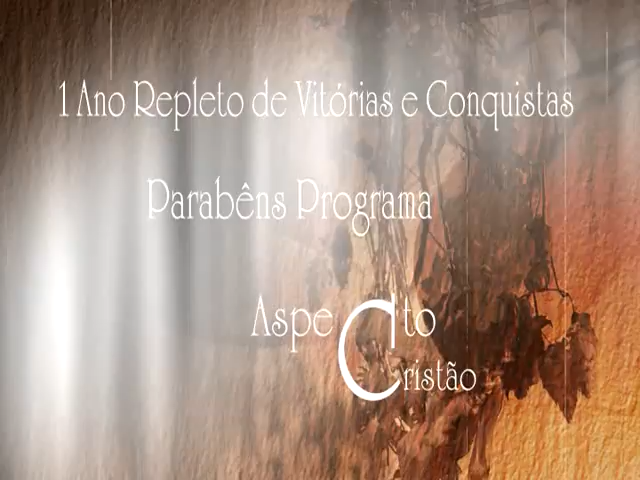 1 Ano Repleto de Vitórias e Conquistas
Parabêns Programa
Aspecto
Cristão